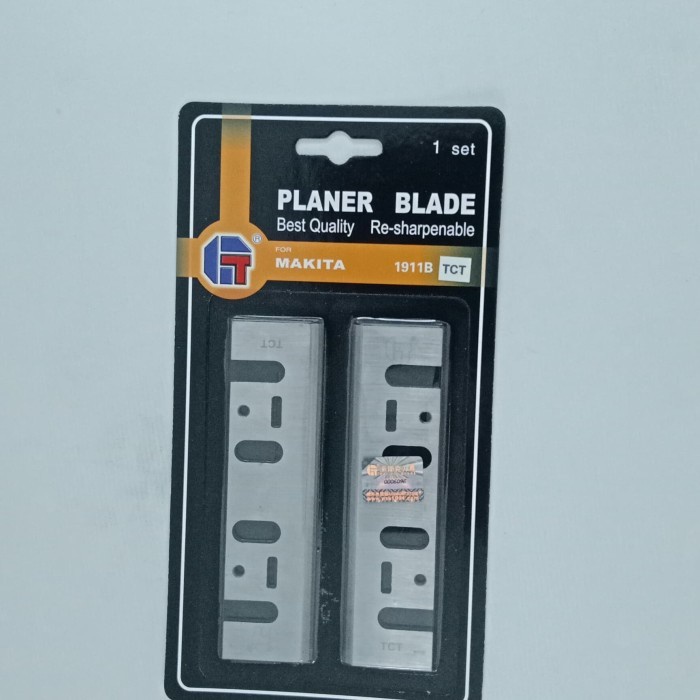 1 set
PLANER BLADE
Best Quality Re-sharpenable
®
FOR
MAKITA 1911B TCT
TCT
TCT